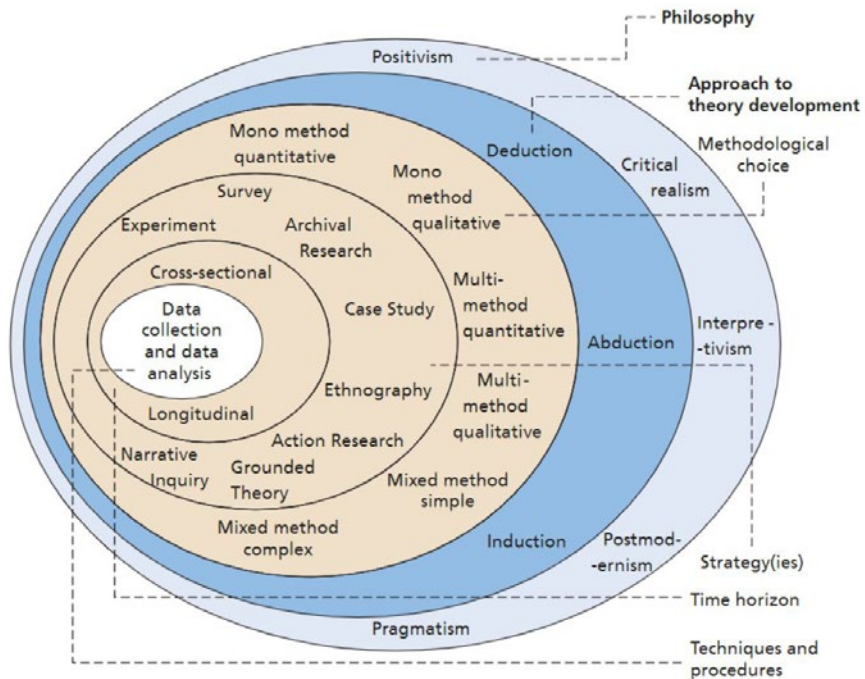 Philosophy
Positivism
Approach to
theory development
Mono method
quantitative
Deduction
Methodological
choice
Critical
realism
Mono
method
qualitative
Survey
Experiment
Archival
Research
Cross-sectional
Data
collection
and data
analysis
Case Study
Multi-
method
quantitative
Abduction
Interpre-
-tivism
Ethnography
Multi-
method
qualitative
Longitudinal
Action Research
Narrative
Inquiry
Grounded
Theory
Mixed method
simple
Mixed method
complex
Induction
Postmod-
-ernism
Strategy(ies)
Time horizon
Pragmatism
Techniques and
procedures